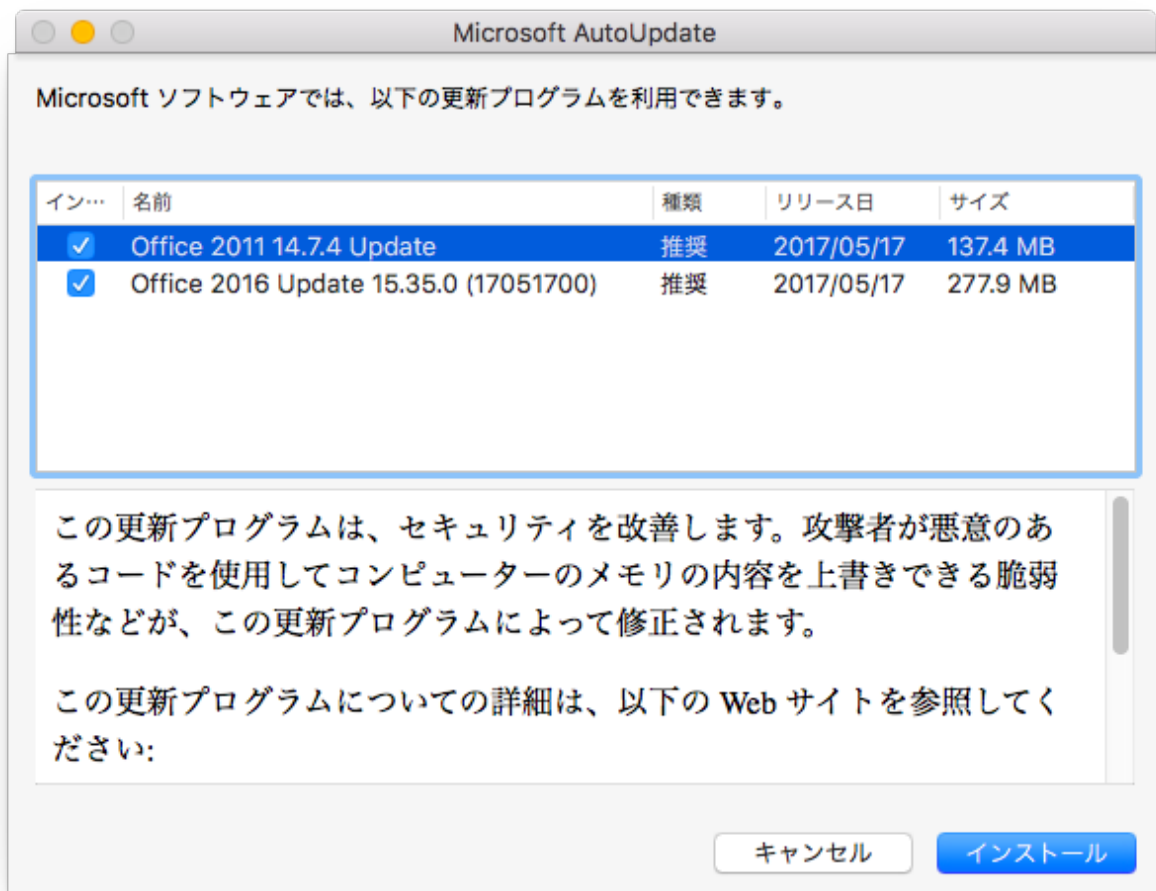 Microsoft AutoUpdate
Microsoft ソフトウェアでは、以下の更新プログラムを利用できます。
イン… 名前 種類 リリース日 サイズ
Office 2011 14.7.4 Update 推奨 2017/05/17 137.4 MB
Office 2016 Update 15.35.0 (17051700) 推奨 2017/05/17 277.9 MB
この更新プログラムは、セキュリティを改善します。攻撃者が悪意のあ
るコードを使用してコンピューターのメモリの内容を上書きできる脆弱
性などが、この更新プログラムによって修正されます。
この更新プログラムについての詳細は、以下の Web サイトを参照してく
ださい:
キャンセル インストール